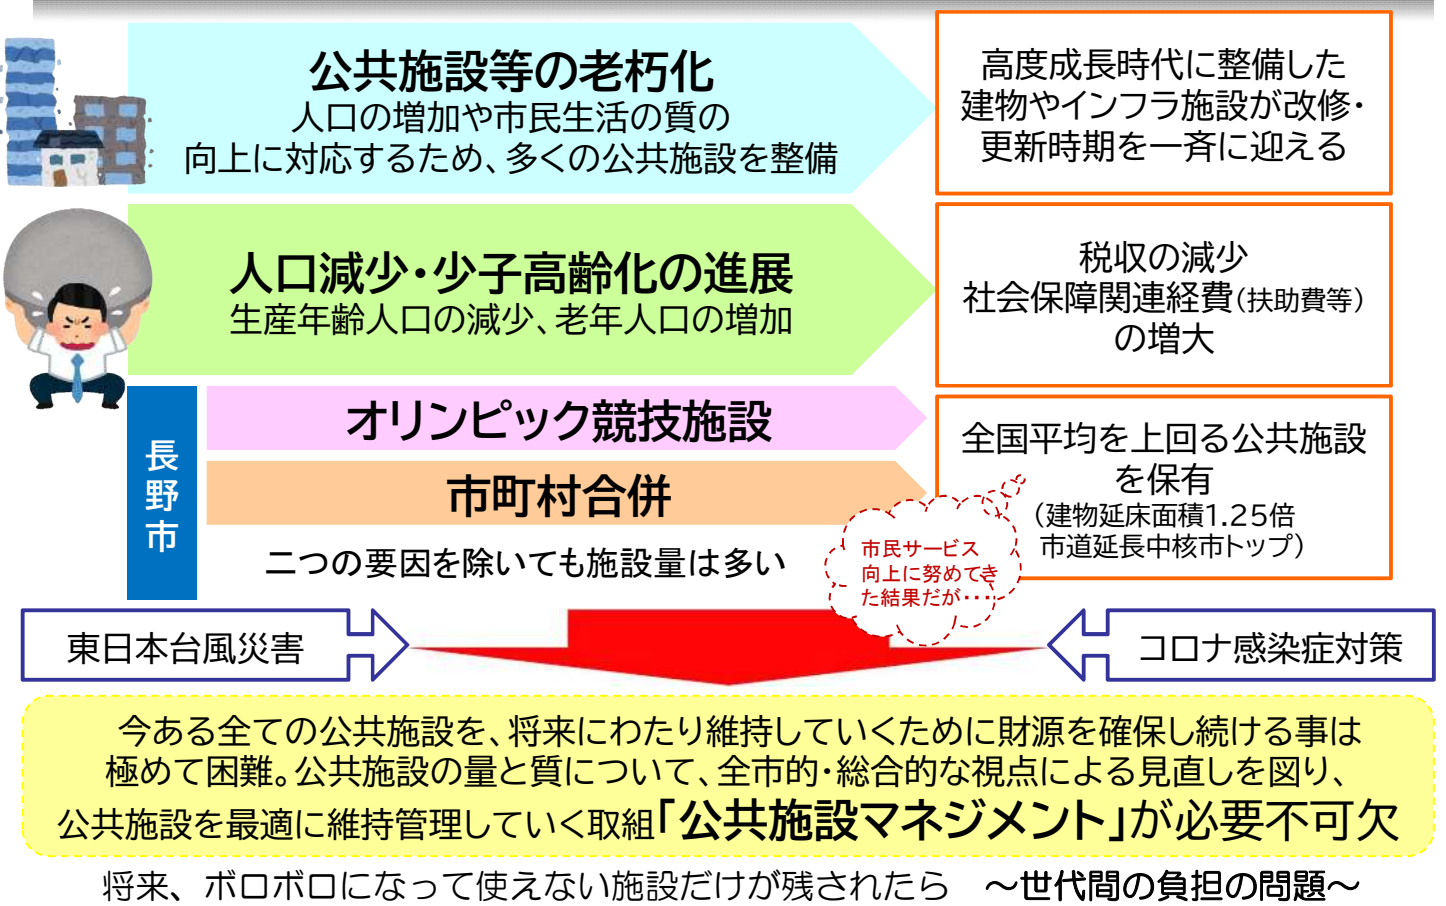 公共施設等の老朽化
人口の増加や市民生活の質の
向上に対応するため、多くの公共施設を整備
高度成長時代に整備した
建物やインフラ施設が改修・
更新時期を一斉に迎える
人口減少・少子高齢化の進展
生産年齢人口の減少、老年人口の増加
税収の減少
社会保障関連経費(扶助費等)
の増大
長野市
オリンピック競技施設
市町村合併
二つの要因を除いても施設量は多い
全国平均を上回る公共施設
を保有
(建物延床面積1.25倍
市道延長中核市トップ)
市民サービス
向上に努めてき
た結果だが・・・・
東日本台風災害
コロナ感染症対策
今ある全ての公共施設を、将来にわたり維持していくために財源を確保し続ける事は
極めて困難。公共施設の量と質について、全市的・総合的な視点による見直しを図り、
公共施設を最適に維持管理していく取組「公共施設マネジメント」が必要不可欠
将来、ボロボロになって使えない施設だけが残されたら　～世代間の負担の問題～